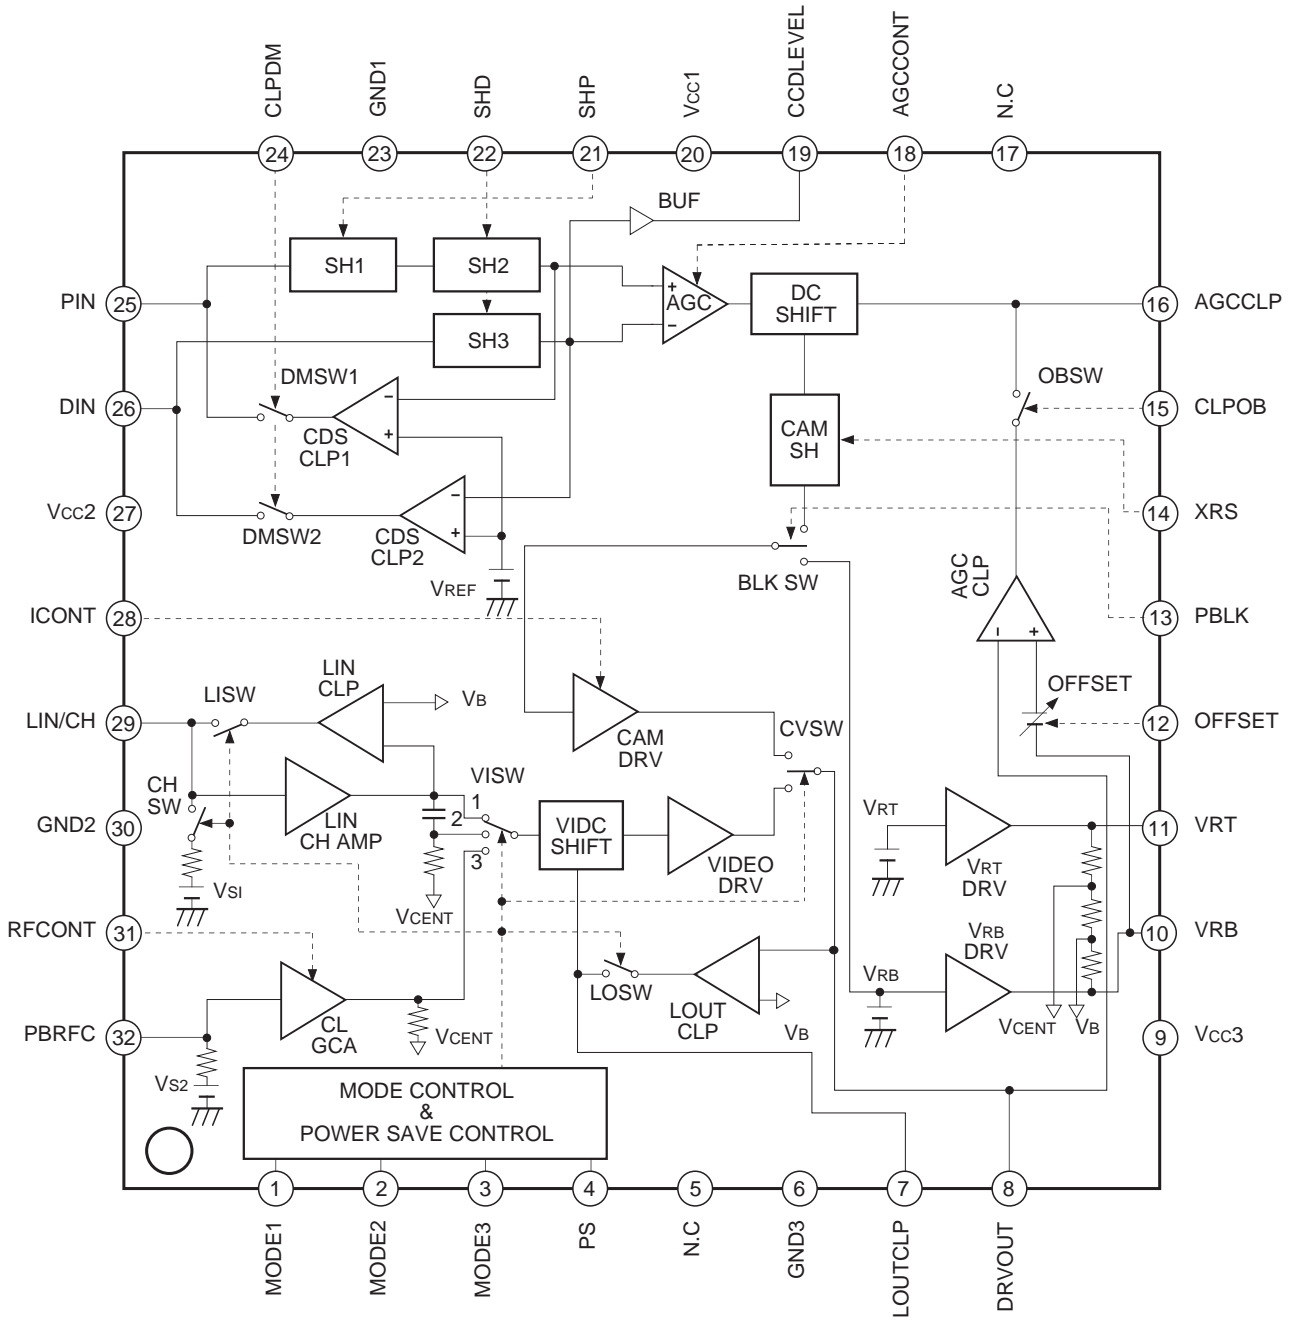 CLPDM
GND1
SHD
SHP
VCC1
CCDLEVEL
AGCCONT
N.C
24
23
22
21
20
19
18
17
BUF
SH1
SH2
SH3
+
AGC
−
DC
SHIFT
PIN
25
16
AGCCLP
DMSW1
−
+
CDS
CLP1
OBSW
DIN
26
15
CLPOB
CAM
SH
VCC2
27
DMSW2
−
+
CDS
CLP2
14
XRS
VREF
BLK SW
AGC
CLP
− +
ICONT
28
13
PBLK
LIN
CLP
LISW
VB
OFFSET
LIN/CH
29
12
OFFSET
CAM
DRV
CVSW
CH
SW
VISW
1
2
3
LIN
CH AMP
VIDC
SHIFT
VIDEO
DRV
GND2
30
VRT
VRT
DRV
11
VRT
VSI
VCENT
RFCONT
31
VRB
DRV
10
VRB
LOSW
LOUT
CLP
VB
VRB
VCENT
VB
CL
GCA
VCENT
PBRFC
32
9
VCC3
VS2
MODE CONTROL
&
POWER SAVE CONTROL
1
2
3
4
5
6
7
8
MODE1
MODE2
MODE3
PS
N.C
GND3
LOUTCLP
DRVOUT